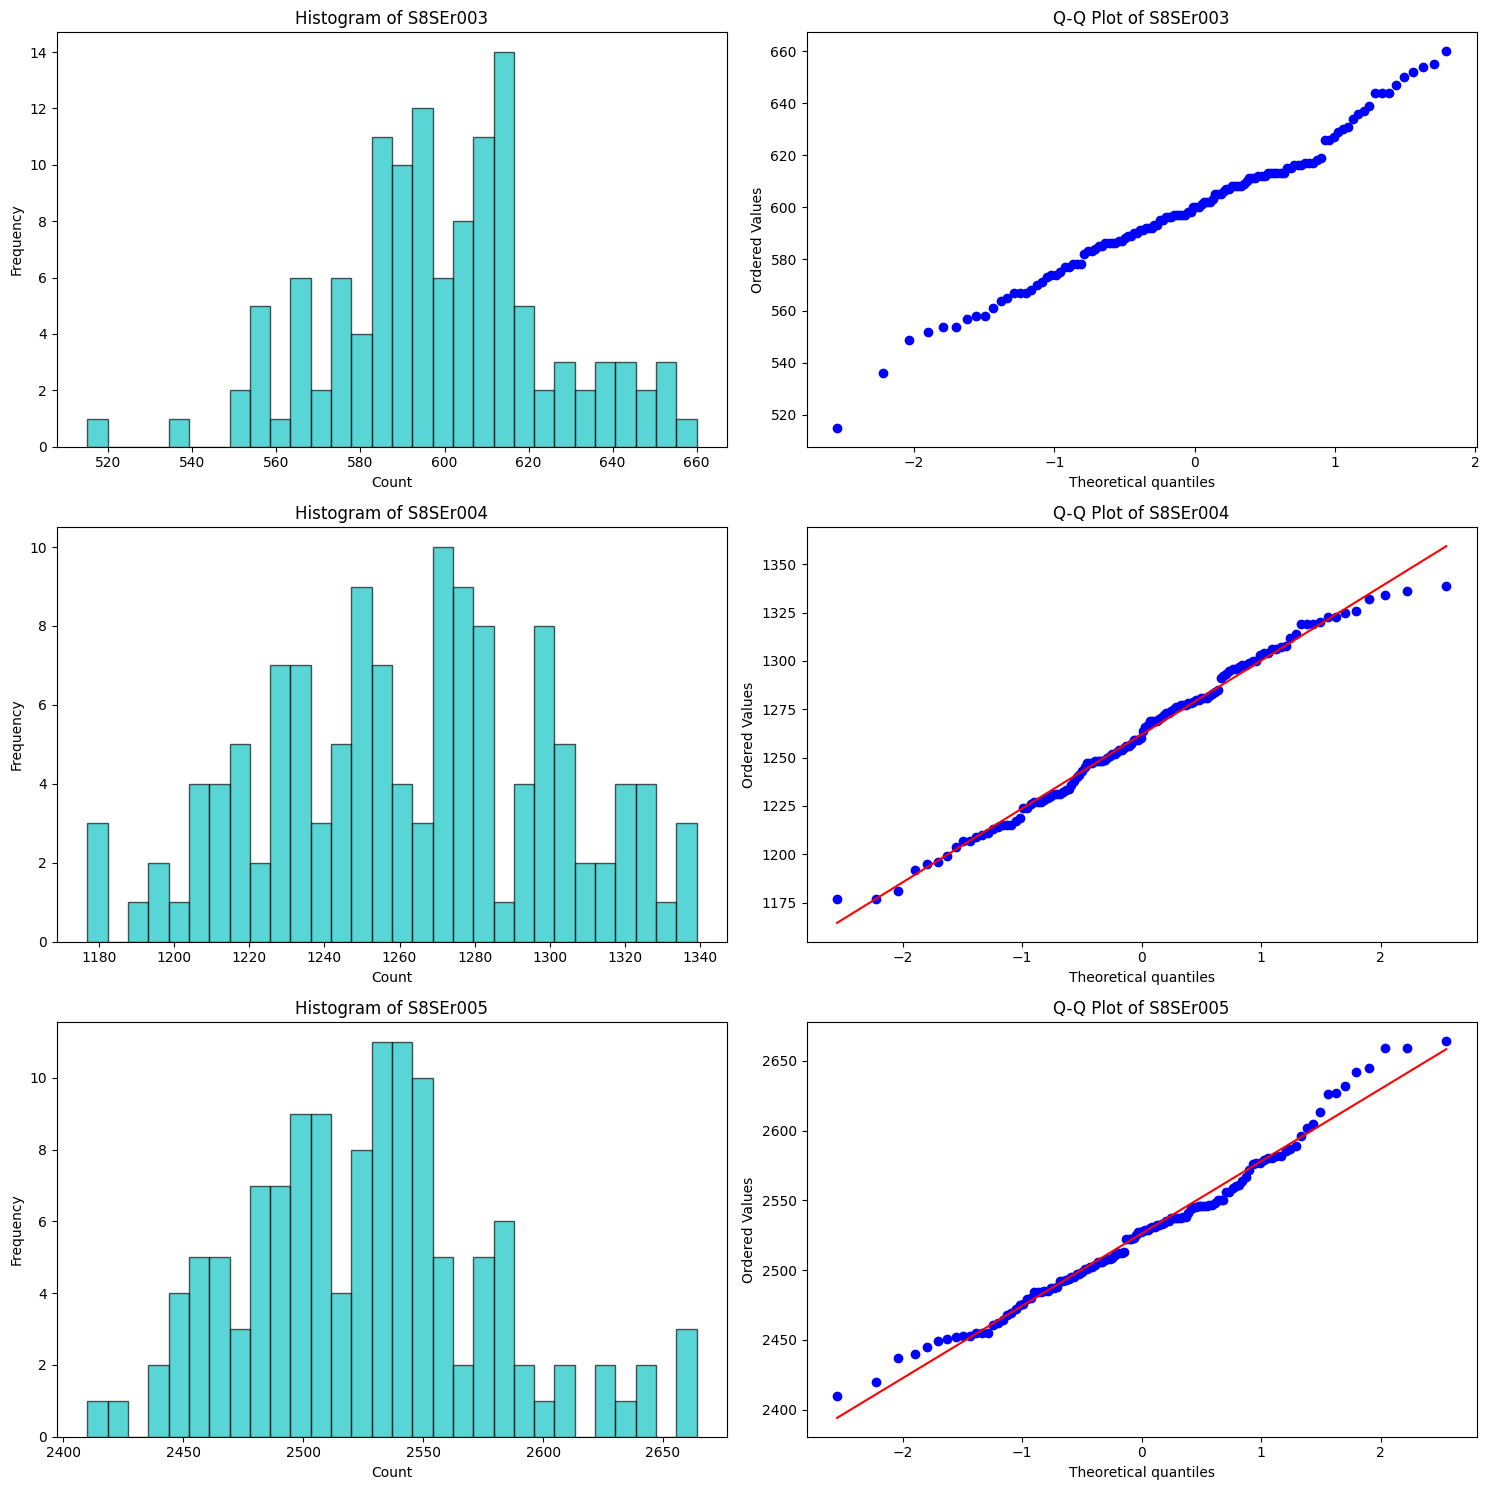 Histogram of S8SEr003
Q-Q Plot of S8SEr003
14
12
10
8
6
4
2
0
Frequency
520 540 560 580 600 620 640 660
Count
660
640
620
600
580
560
540
520
Ordered Values
−2 −1 0 1 2
Theoretical quantiles
Histogram of S8SEr004
Q-Q Plot of S8SEr004
10
8
6
4
2
0
Frequency
1180 1200 1220 1240 1260 1280 1300 1320 1340
Count
1350
1325
1300
1275
1250
1225
1200
1175
Ordered Values
−2 −1 0 1 2
Theoretical quantiles
Histogram of S8SEr005
Q-Q Plot of S8SEr005
10
8
6
4
2
0
Frequency
2400 2450 2500 2550 2600 2650
Count
2650
2600
2550
2500
2450
2400
Ordered Values
−2 −1 0 1 2
Theoretical quantiles